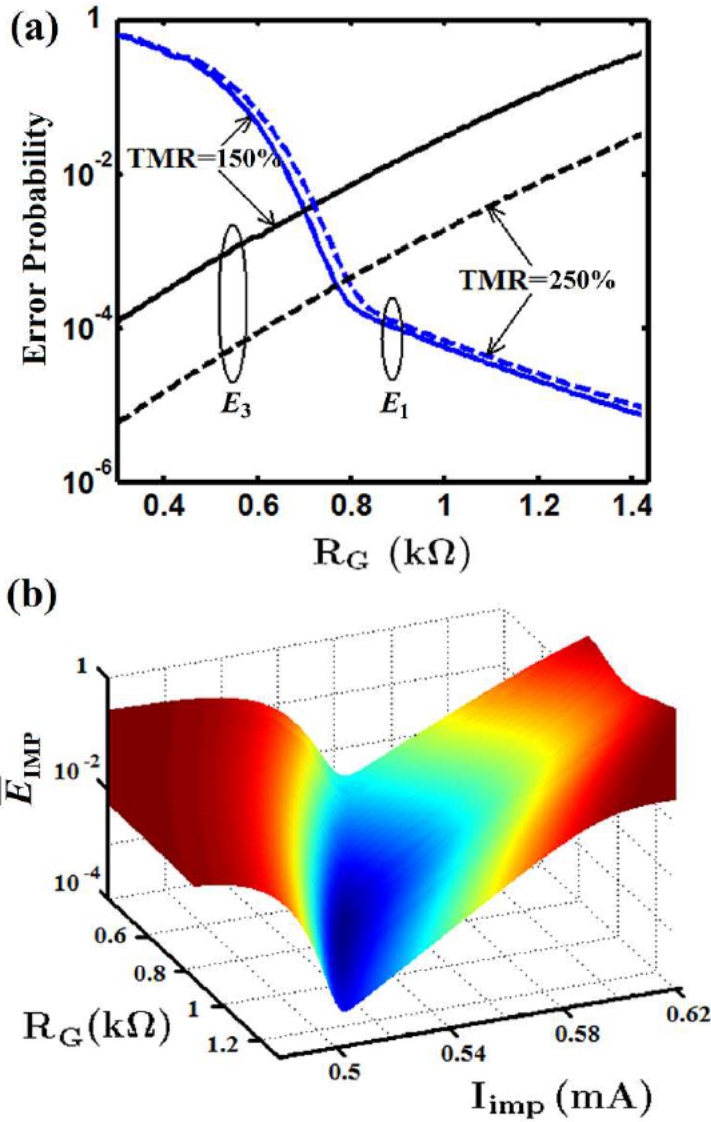 (a)
1
10-2
10-4
10-6
Error Probability
TMR=150%
TMR=250%
E3
E1
0.4 0.6 0.8 1 1.2 1.4
RG (kΩ)
(b)
1
10-2
10-4
EIMP
0.6
0.8
1
1.2
RG(kΩ)
0.5
0.54
0.58
0.62
Iimp (mA)